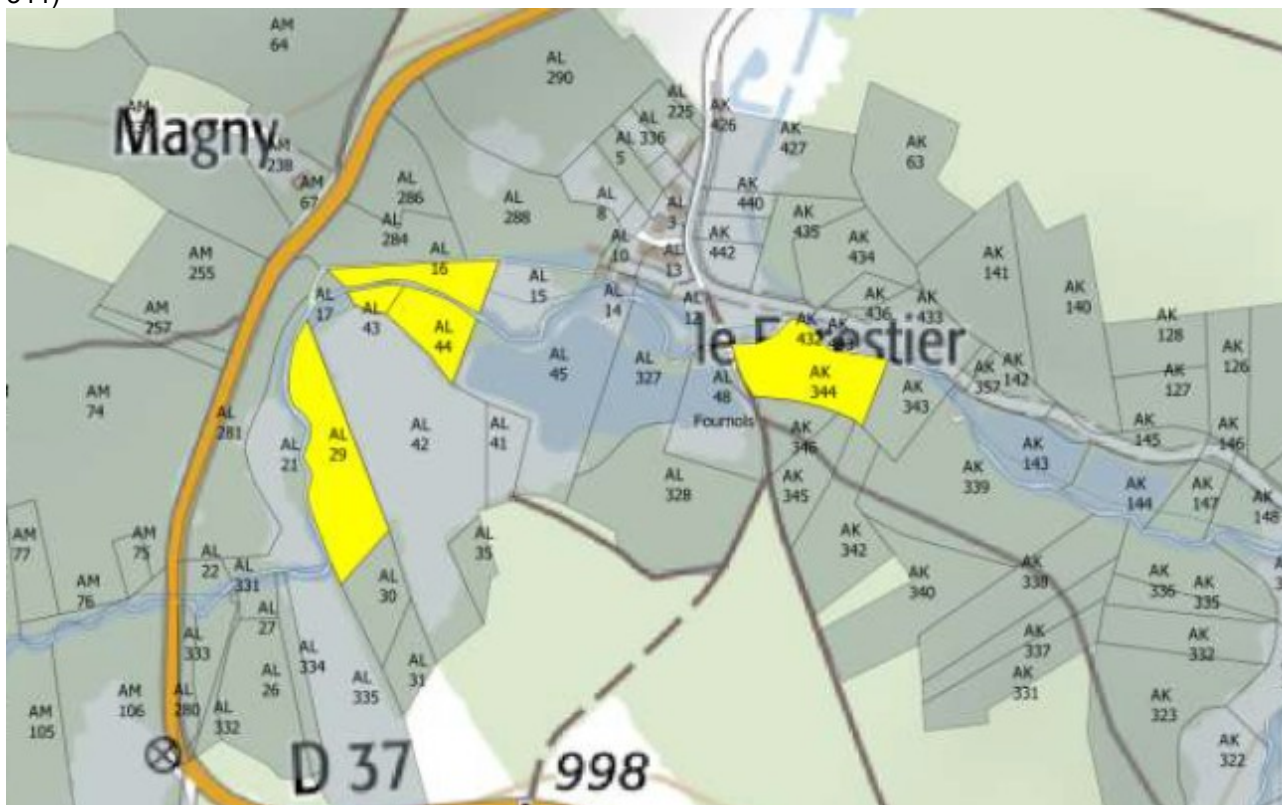 AM
64
AL
290
AL
225
AK
426
AL
336
AL
5
AK
427
AK
63
Magny
AM
AM
238
AM
67
AL
286
AL
284
AL
288
AL
8
AL
3
AK
440
AK
435
AK
434
AK
442
AK
141
AM
255
AL
16
AL
10
AL
13
AK
140
AL
17
AL
43
AL
15
AL
14
AL
12
AK
436
AK
433
AM
257
AL
44
AL
45
AL
327
le Forestier
AK
432
AK
128
AK
126
AK
127
AL
48
AK
344
AK
343
AK
357
AK
142
AM
74
AL
281
AL
21
AL
29
AL
42
AL
41
Fournols
AK
346
AK
145
AK
146
AK
143
AK
144
AK
147
AK
148
AL
328
AK
345
AK
339
AM
77
AM
75
AM
76
AL
22
AL
331
AL
35
AL
30
AK
342
AK
340
AK
338
AK
336
AK
335
AL
27
AL
333
AL
334
AL
26
AL
31
AL
335
AK
337
AK
332
AK
331
AK
323
AM
105
AM
106
AL
280
AL
332
AK
322
D 37
998